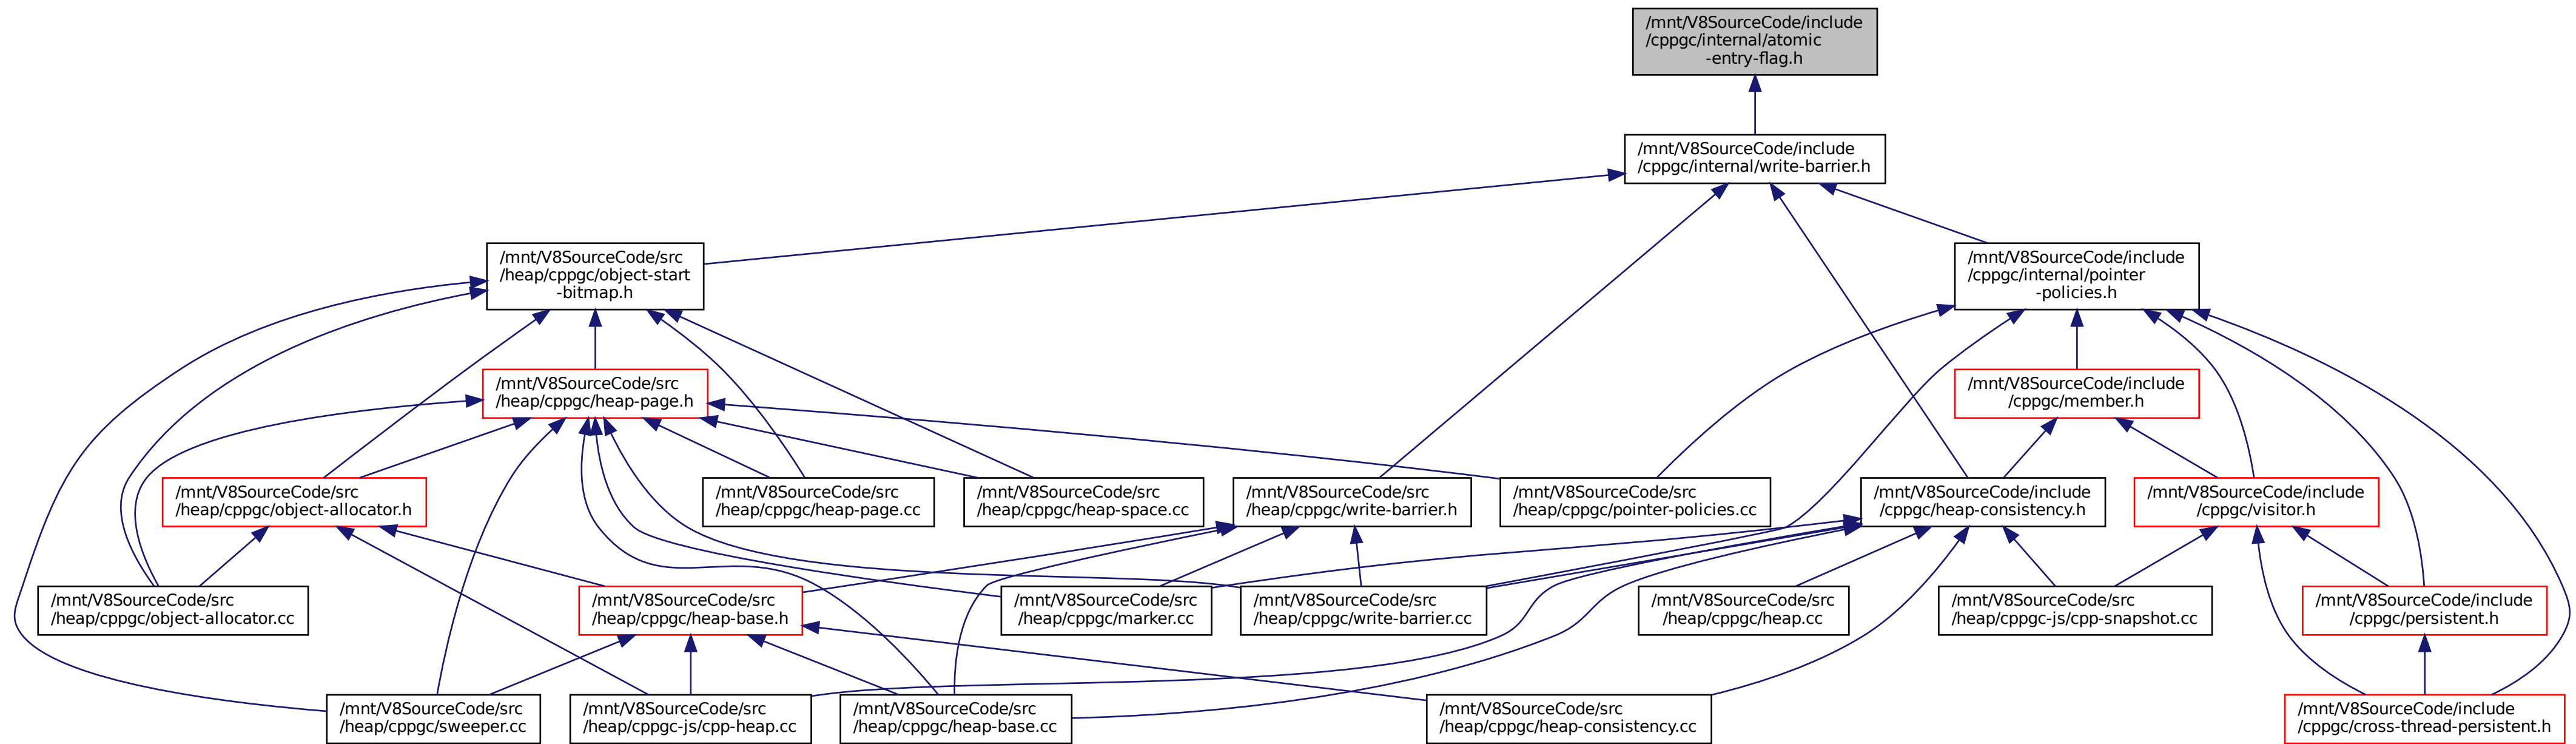 /mnt/V8SourceCode/include
/cppgc/internal/atomic
-entry-flag.h
/mnt/V8SourceCode/include
/cppgc/internal/write-barrier.h
/mnt/V8SourceCode/src
/heap/cppgc/object-start
-bitmap.h
/mnt/V8SourceCode/include
/cppgc/internal/pointer
-policies.h
/mnt/V8SourceCode/src
/heap/cppgc/heap-page.h
/mnt/V8SourceCode/include
/cppgc/member.h
/mnt/V8SourceCode/src
/heap/cppgc/object-allocator.h
/mnt/V8SourceCode/src
/heap/cppgc/heap-page.cc
/mnt/V8SourceCode/src
/heap/cppgc/heap-space.cc
/mnt/V8SourceCode/src
/heap/cppgc/write-barrier.h
/mnt/V8SourceCode/src
/heap/cppgc/pointer-policies.cc
/mnt/V8SourceCode/include
/cppgc/heap-consistency.h
/mnt/V8SourceCode/include
/cppgc/visitor.h
/mnt/V8SourceCode/src
/heap/cppgc/object-allocator.cc
/mnt/V8SourceCode/src
/heap/cppgc/heap-base.h
/mnt/V8SourceCode/src
/heap/cppgc/marker.cc
/mnt/V8SourceCode/src
/heap/cppgc/write-barrier.cc
/mnt/V8SourceCode/src
/heap/cppgc/heap.cc
/mnt/V8SourceCode/src
/heap/cppgc-js/cpp-snapshot.cc
/mnt/V8SourceCode/include
/cppgc/persistent.h
/mnt/V8SourceCode/src
/heap/cppgc/sweeper.cc
/mnt/V8SourceCode/src
/heap/cppgc-js/cpp-heap.cc
/mnt/V8SourceCode/src
/heap/cppgc/heap-base.cc
/mnt/V8SourceCode/src
/heap/cppgc/heap-consistency.cc
/mnt/V8SourceCode/include
/cppgc/cross-thread-persistent.h